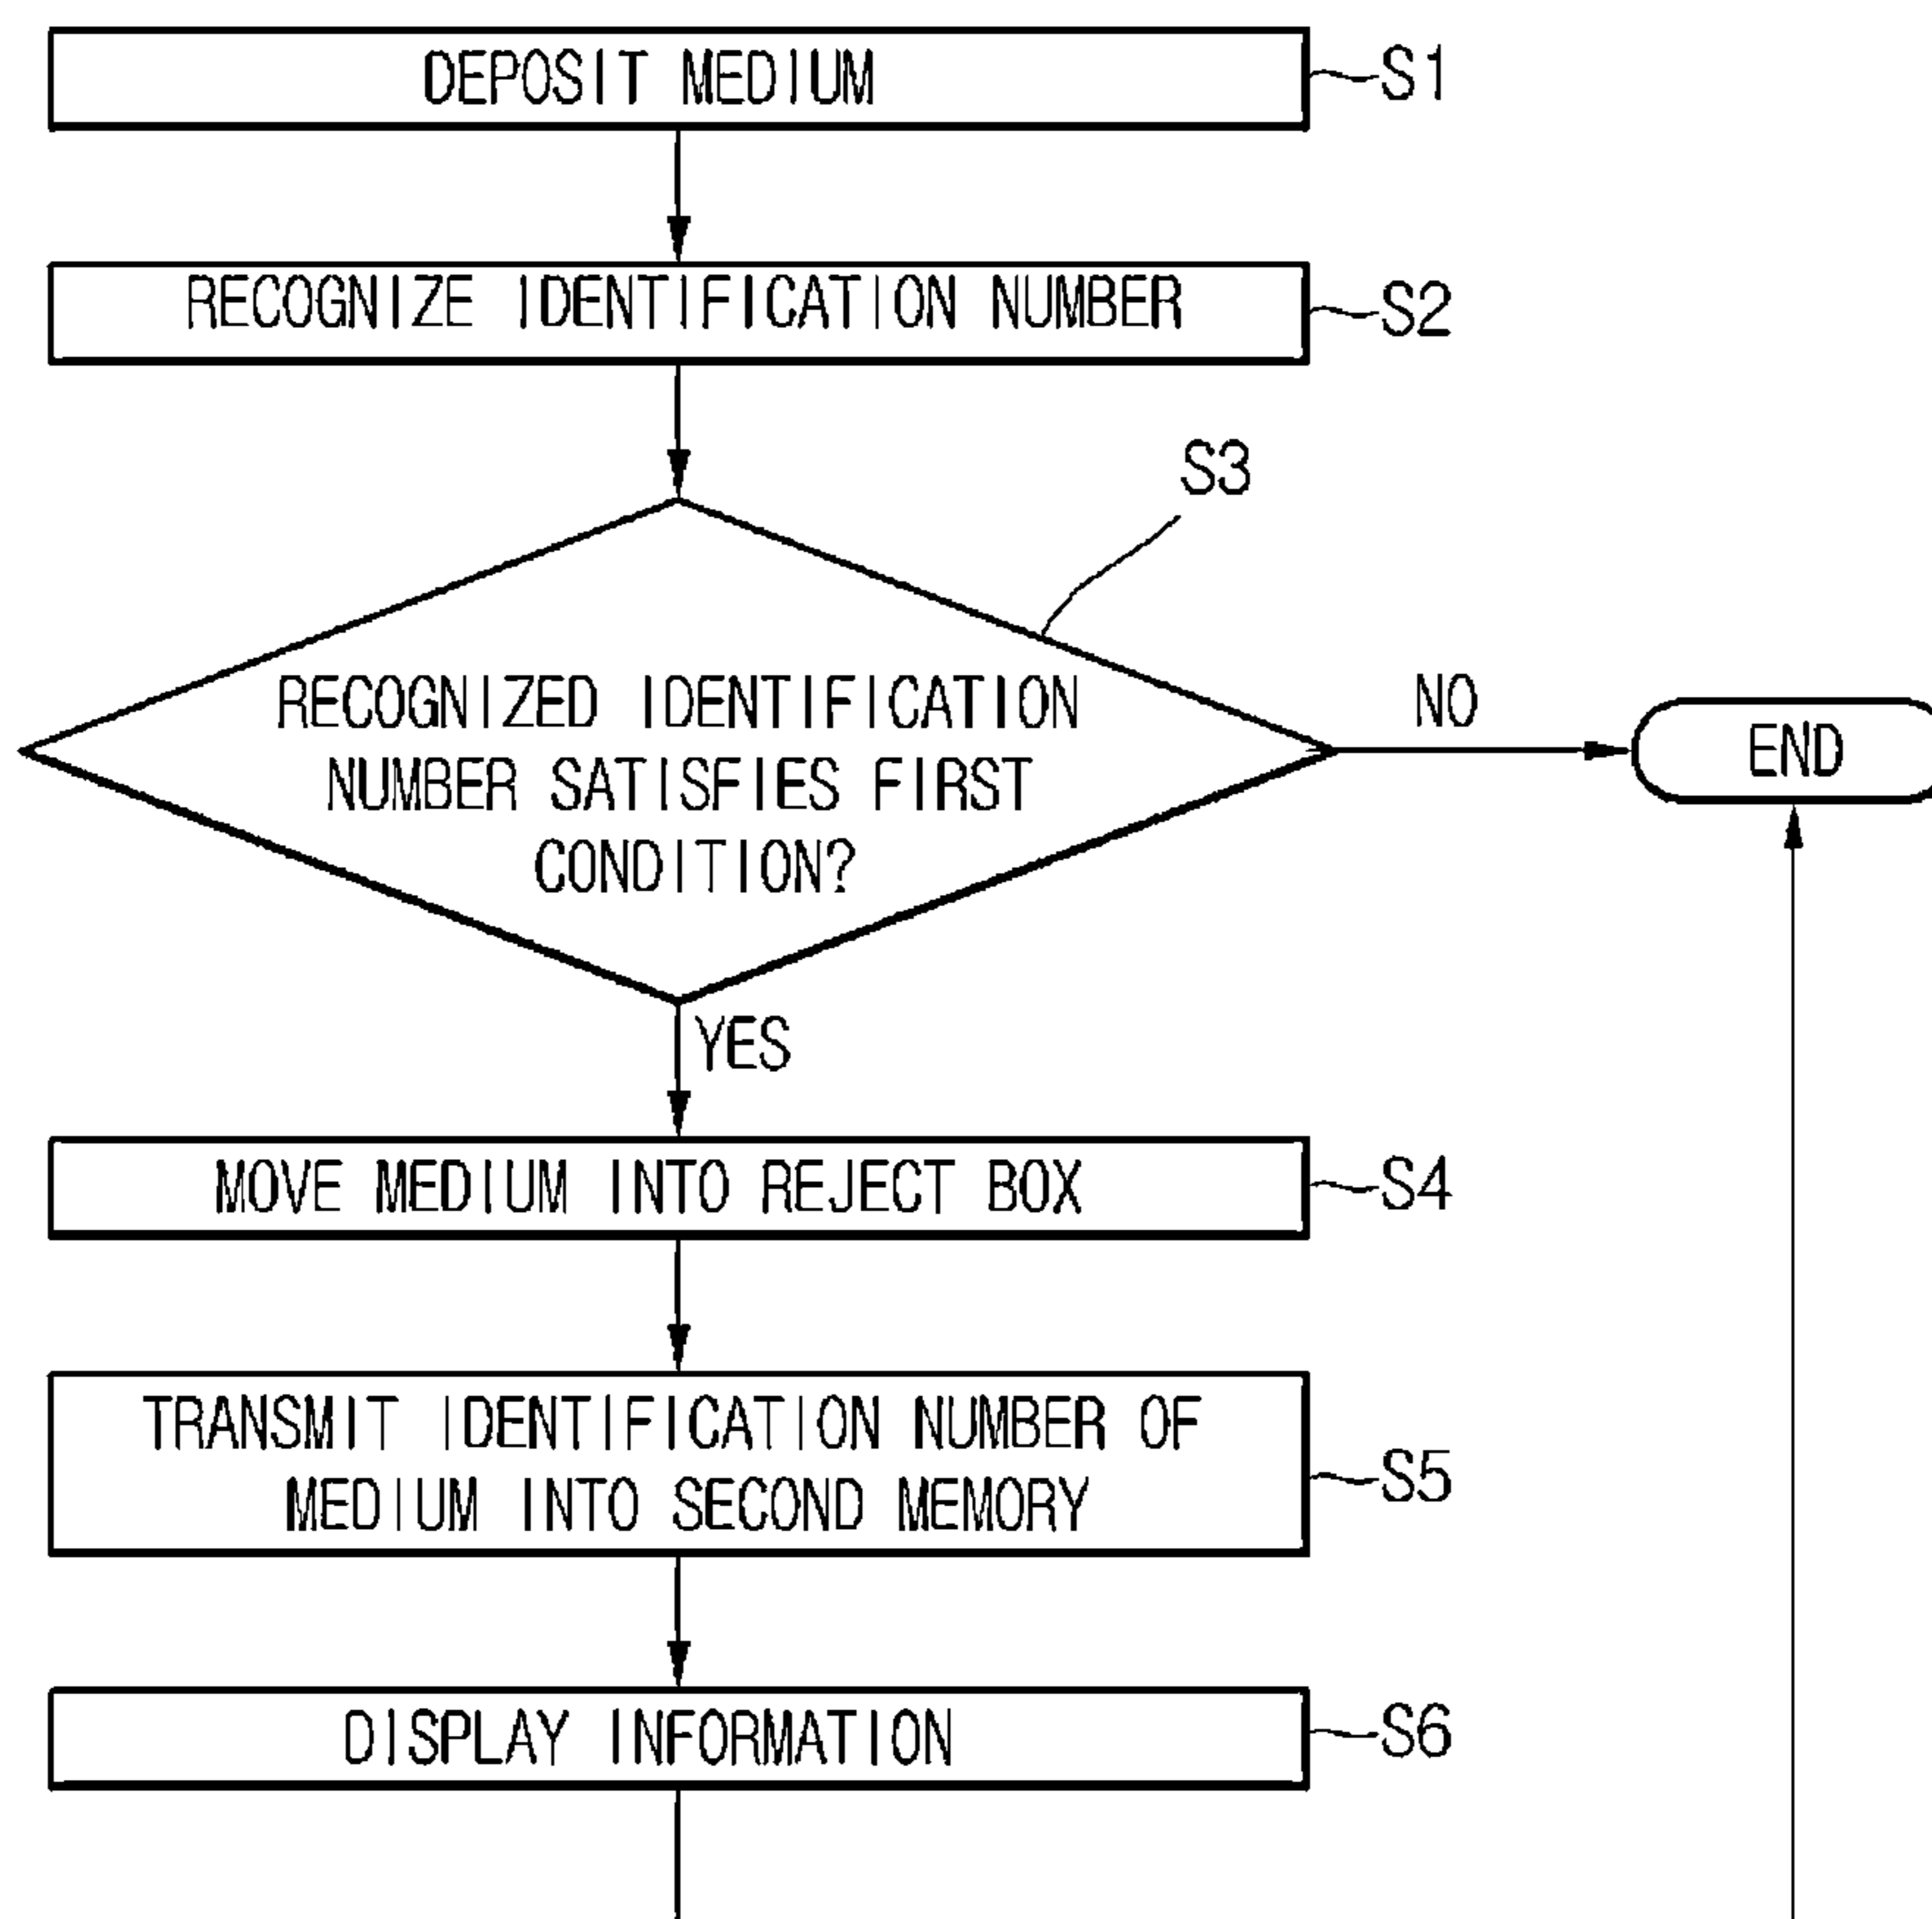 DEPOSIT MEDIUM
S1
RECOGNIZE IDENTIFICATION NUMBER
S2
S3
RECOGNIZED IDENTIFICATION
NUMBER SATISFIES FIRST
CONDITION?
NO
END
YES
MOVE MEDIUM INTO REJECT BOX
S4
TRANSMIT IDENTIFICATION NUMBER OF
MEDIUM INTO SECOND MEMORY
S5
DISPLAY INFORMATION
S6